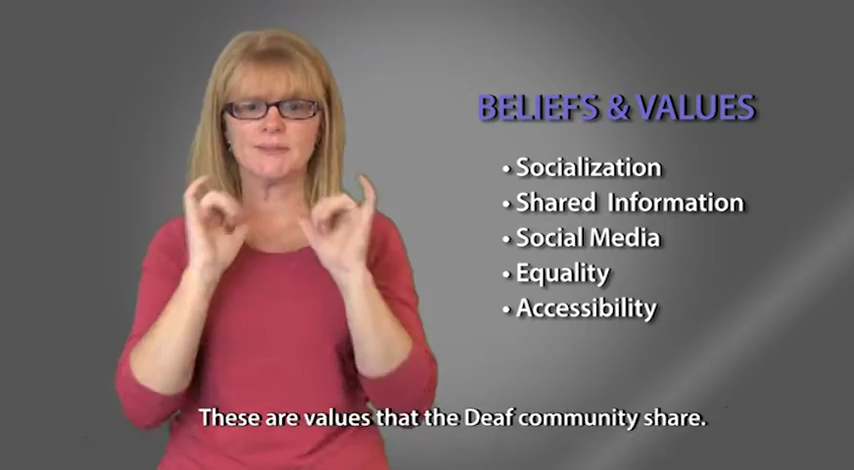 BELIEFS & VALUES
• Socialization
• Shared Information
• Social Media
• Equality
• Accessibility
These are values that the Deaf community share.